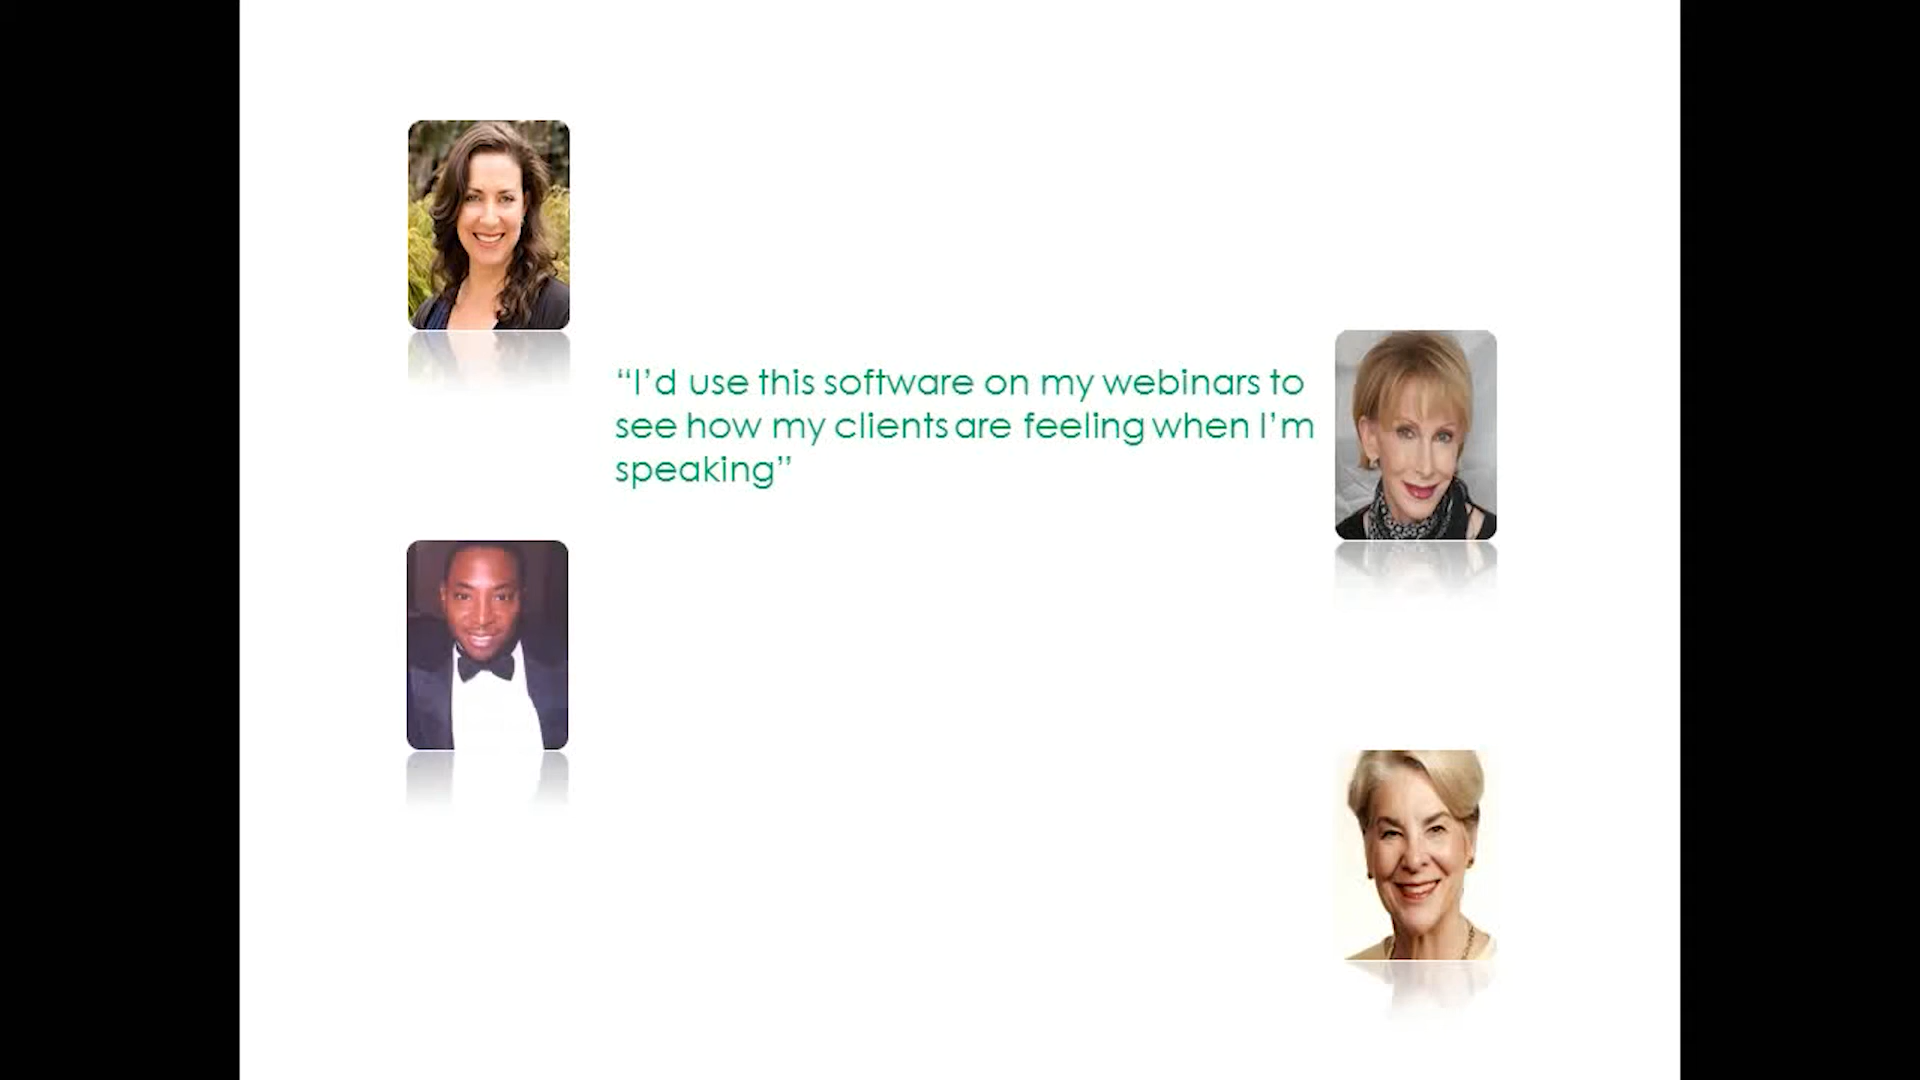 “I’d use this software on my webinars to
see how my clients are feeling when I’m
speaking”